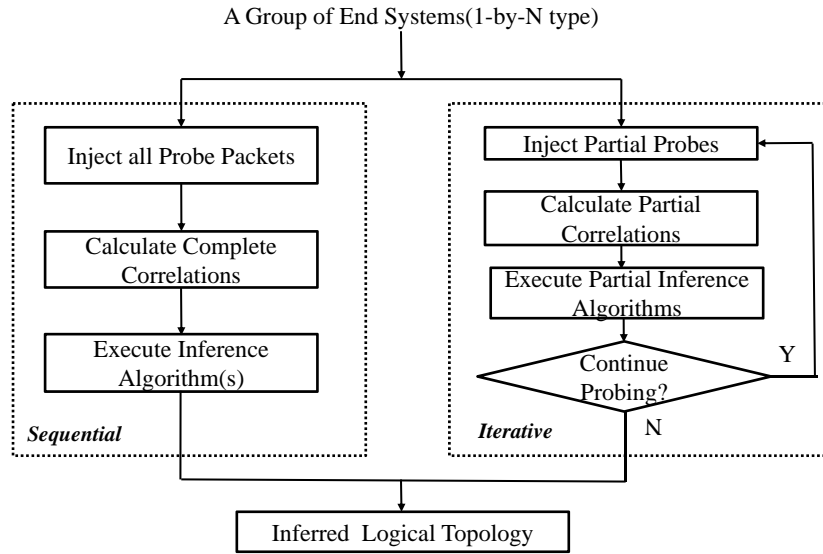 A Group of End Systems(1-by-N type)
Inject all Probe Packets
Calculate Complete
Correlations
Execute Inference
Algorithm(s)
Sequential
Inject Partial Probes
Calculate Partial
Correlations
Execute Partial Inference
Algorithms
Continue
Probing?
Y
N
Iterative
Inferred Logical Topology